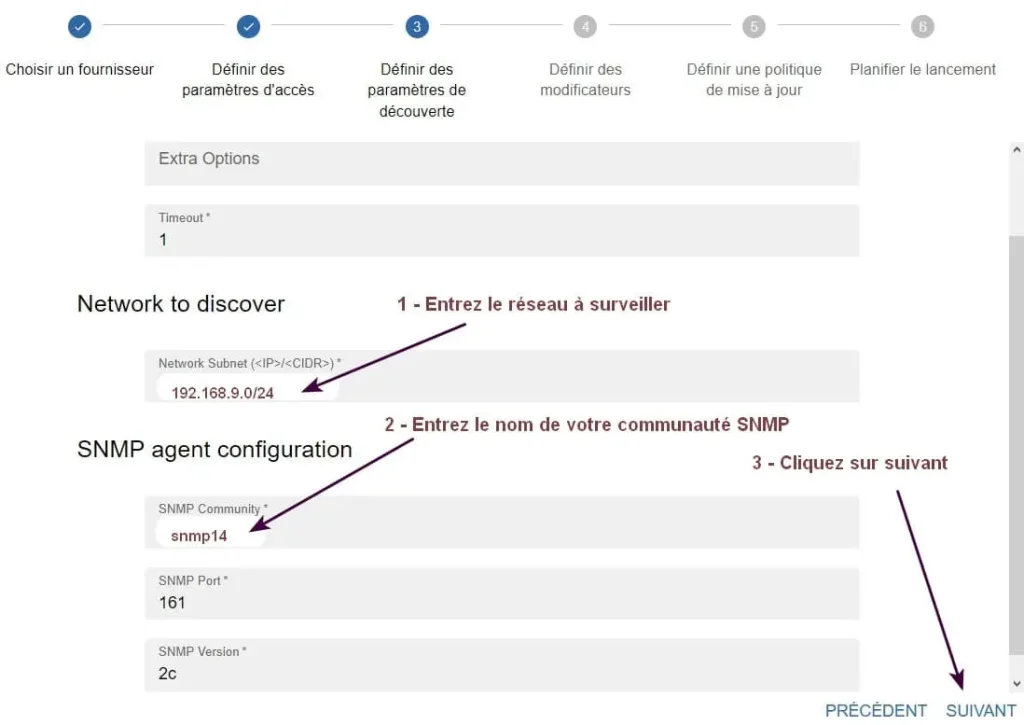 3 4 5 6
Choisir un fournisseur
Définir des
paramètres d'accès
Définir des
paramètres de
découverte
Définir des
modificateurs
Définir une politique
de mise à jour
Planifier le lancement
Extra Options
Timeout *
1
Network to discover
1 - Entrez le réseau à surveiller
Network Subnet (<IP>/<CIDR>) *
192.168.9.0/24
2 - Entrez le nom de votre communauté SNMP
SNMP agent configuration
3 - Cliquez sur suivant
SNMP Community *
snmp14
SNMP Port *
161
SNMP Version *
2c
PRÉCÉDENT SUIVANT